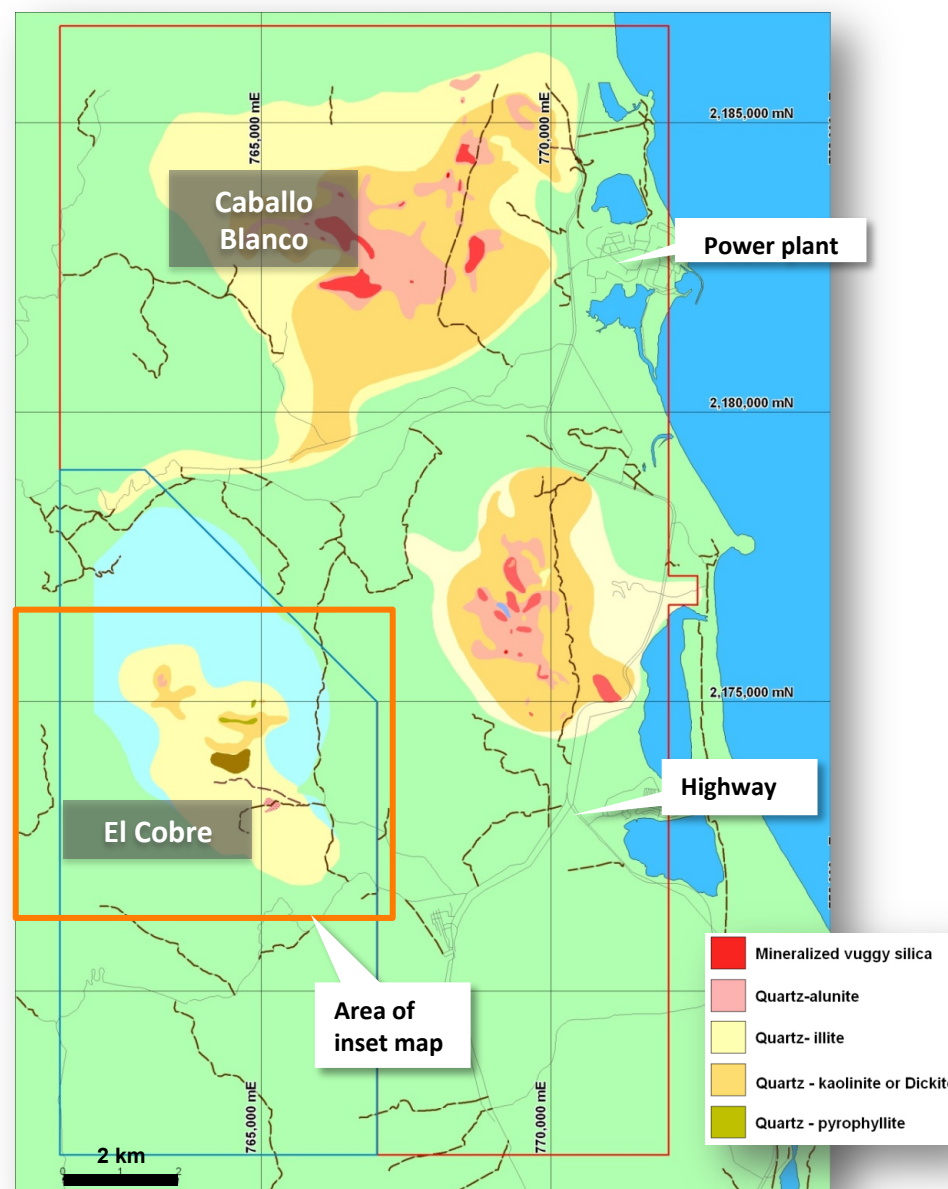 765,000 mE
770,000 mE
2,185,000 mN
Caballo
Blanco
Power plant
2,180,000 mN
2,175,000 mN
Highway
El Cobre
Area of
inset map
Mineralized vuggy silica
Quartz-alunite
Quartz- illite
Quartz - kaolinite or Dickit
Quartz - pyrophyllite
765,000 mE
770,000 mE
2 km
0 1 2